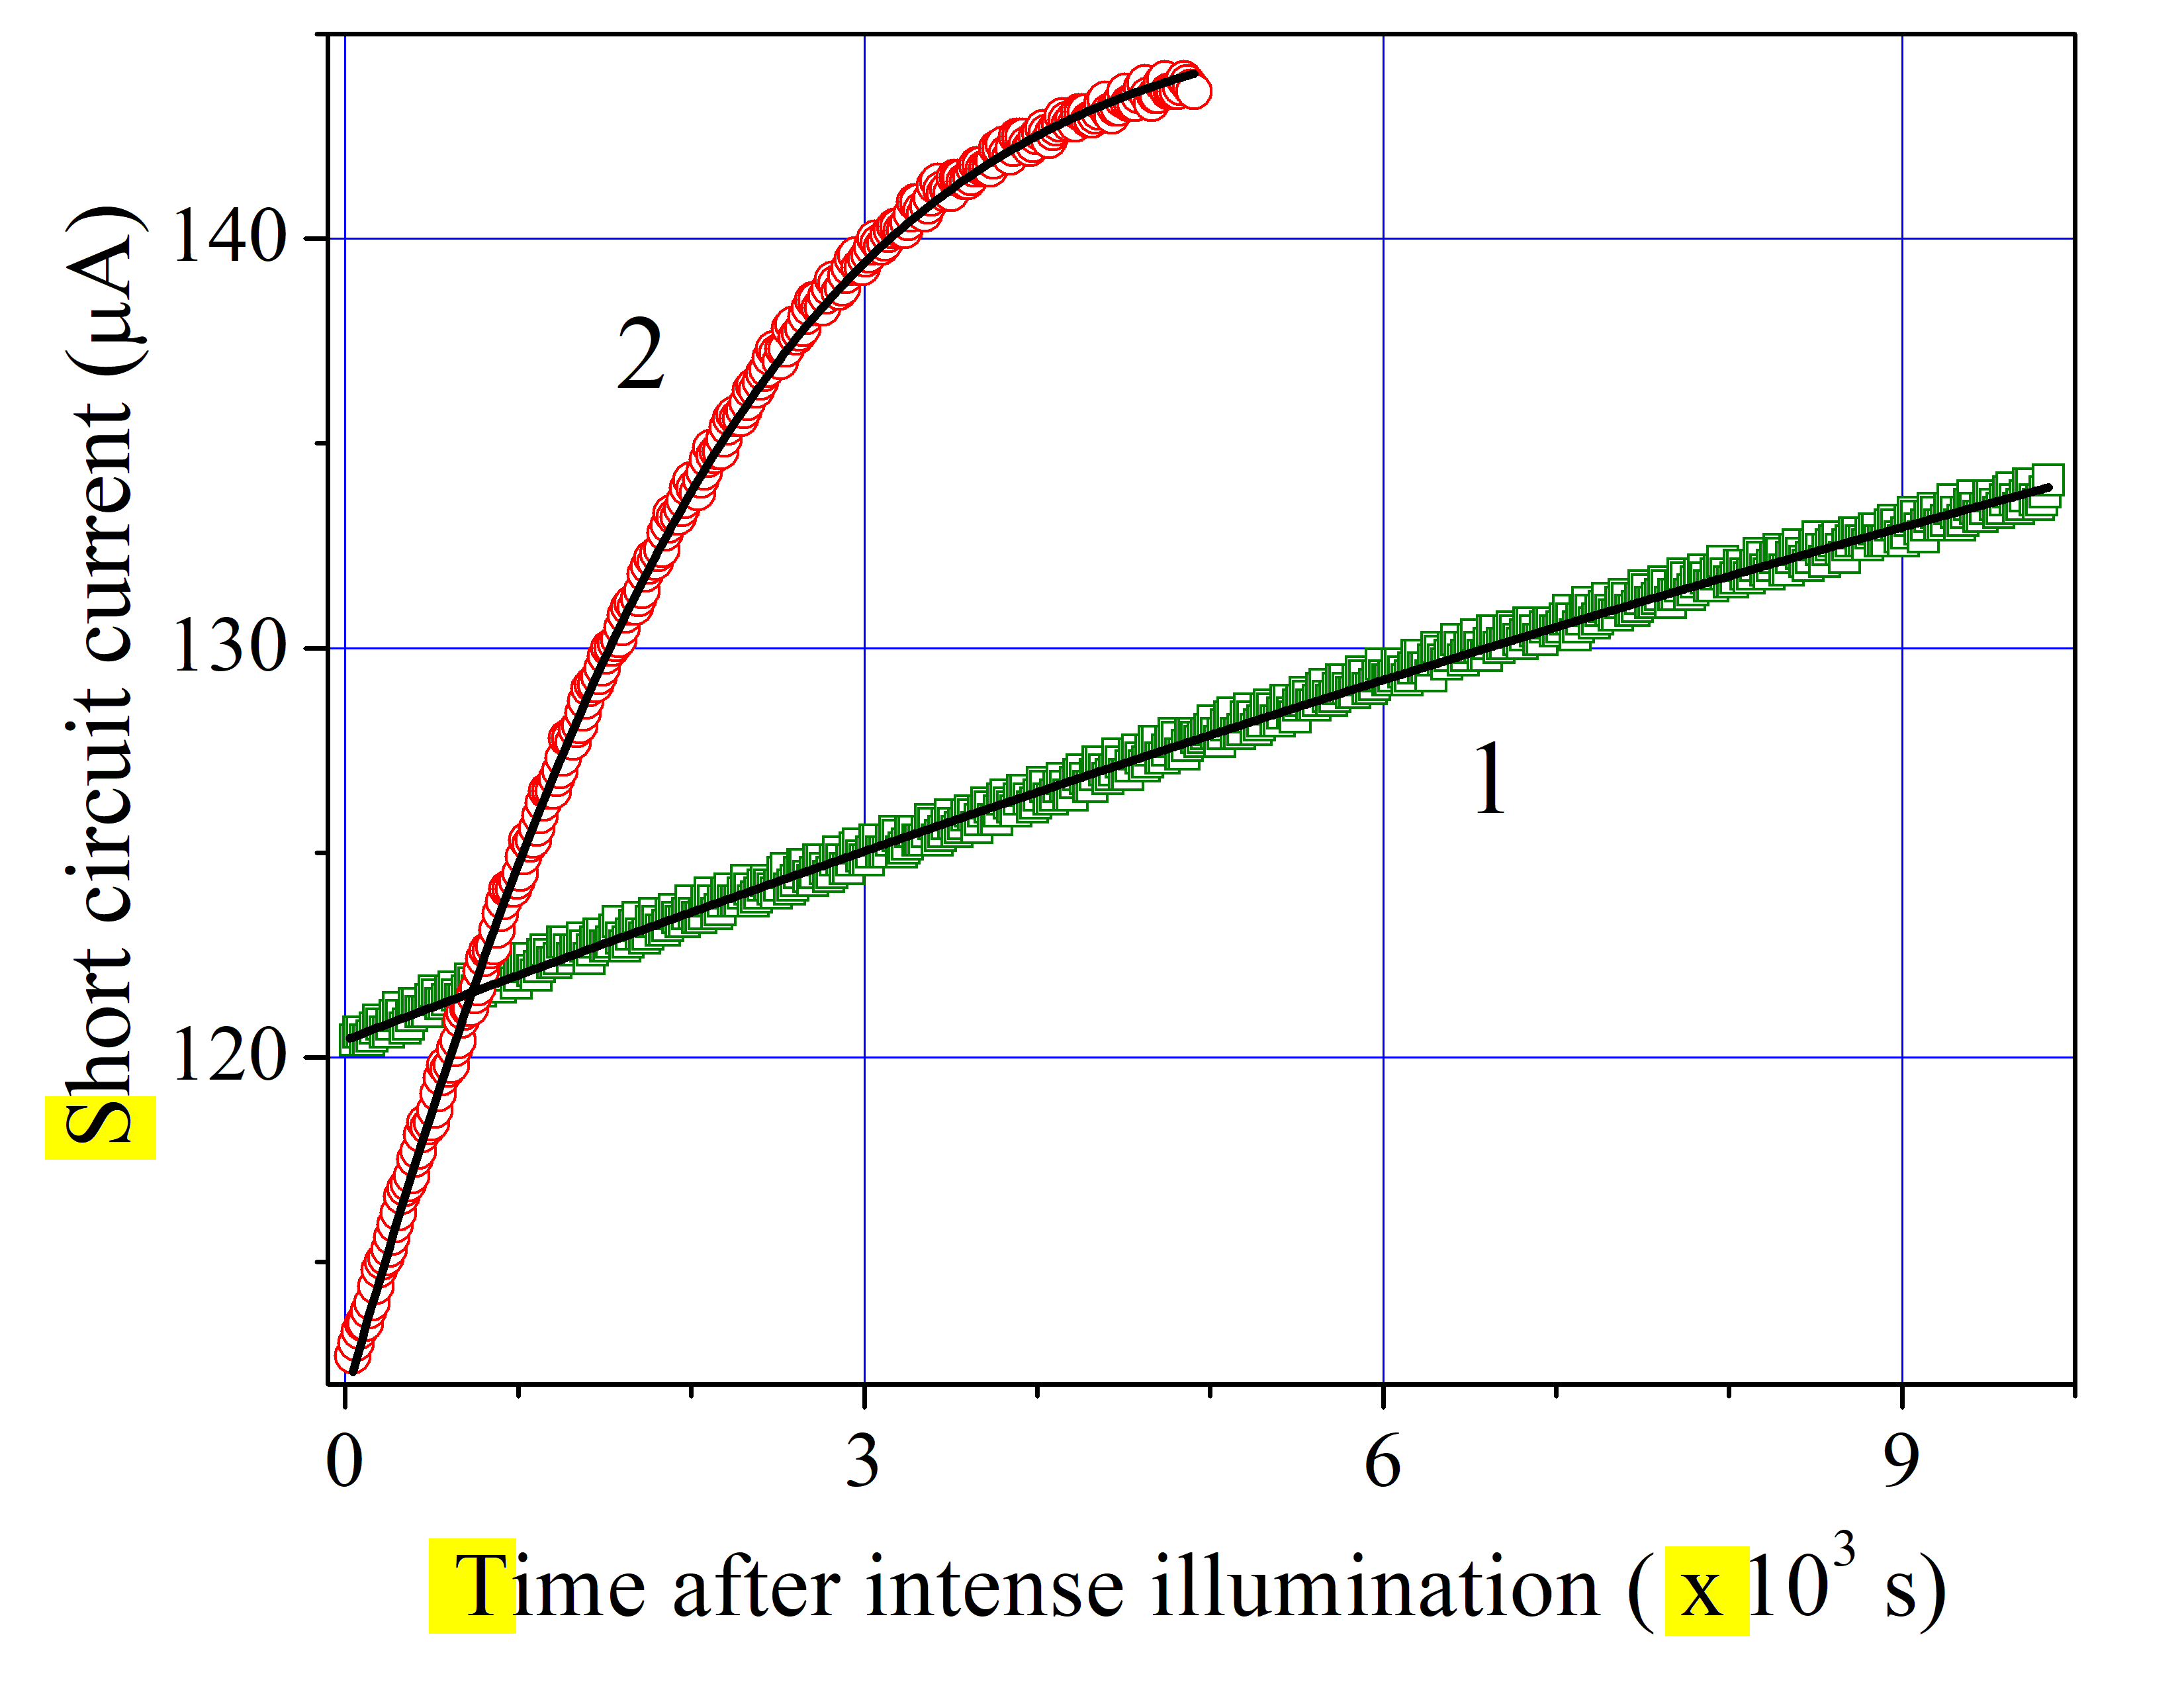 Short circuit current (μA)
140
130
120
2
1
0 3 6 9
Time after intense illumination ( x 10³ s)